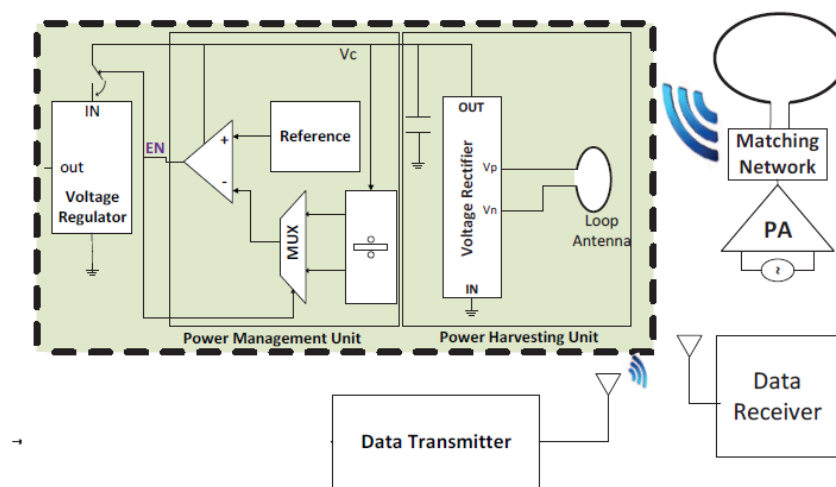 Vc
IN
OUT
EN
+
Reference
Matching
Network
out
Voltage
Regulator
-
MUX
÷
Voltage Rectifier
Vp
Vn
Loop
Antenna
PA
~
IN
Power Management Unit
Power Harvesting Unit
Data
Receiver
Data Transmitter